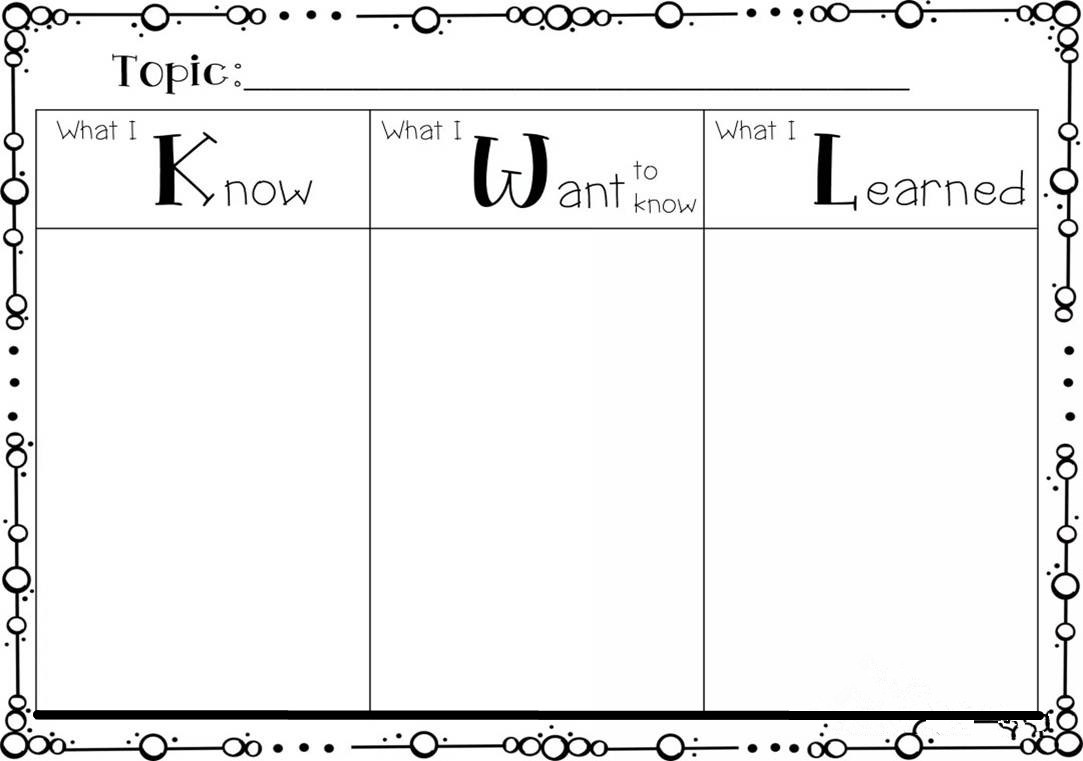 Topic:
What I Know
What I Want to know
What I Learned